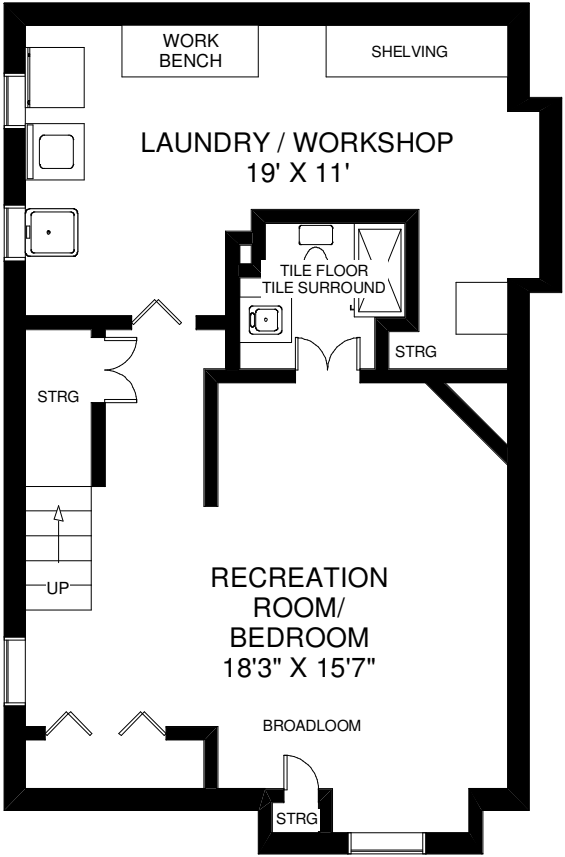 WORK
BENCH
SHELVING
LAUNDRY / WORKSHOP
19' X 11'
TILE FLOOR
TILE SURROUND
STRG
STRG
UP
RECREATION
ROOM/
BEDROOM
18'3" X 15'7"
BROADLOOM
STRG